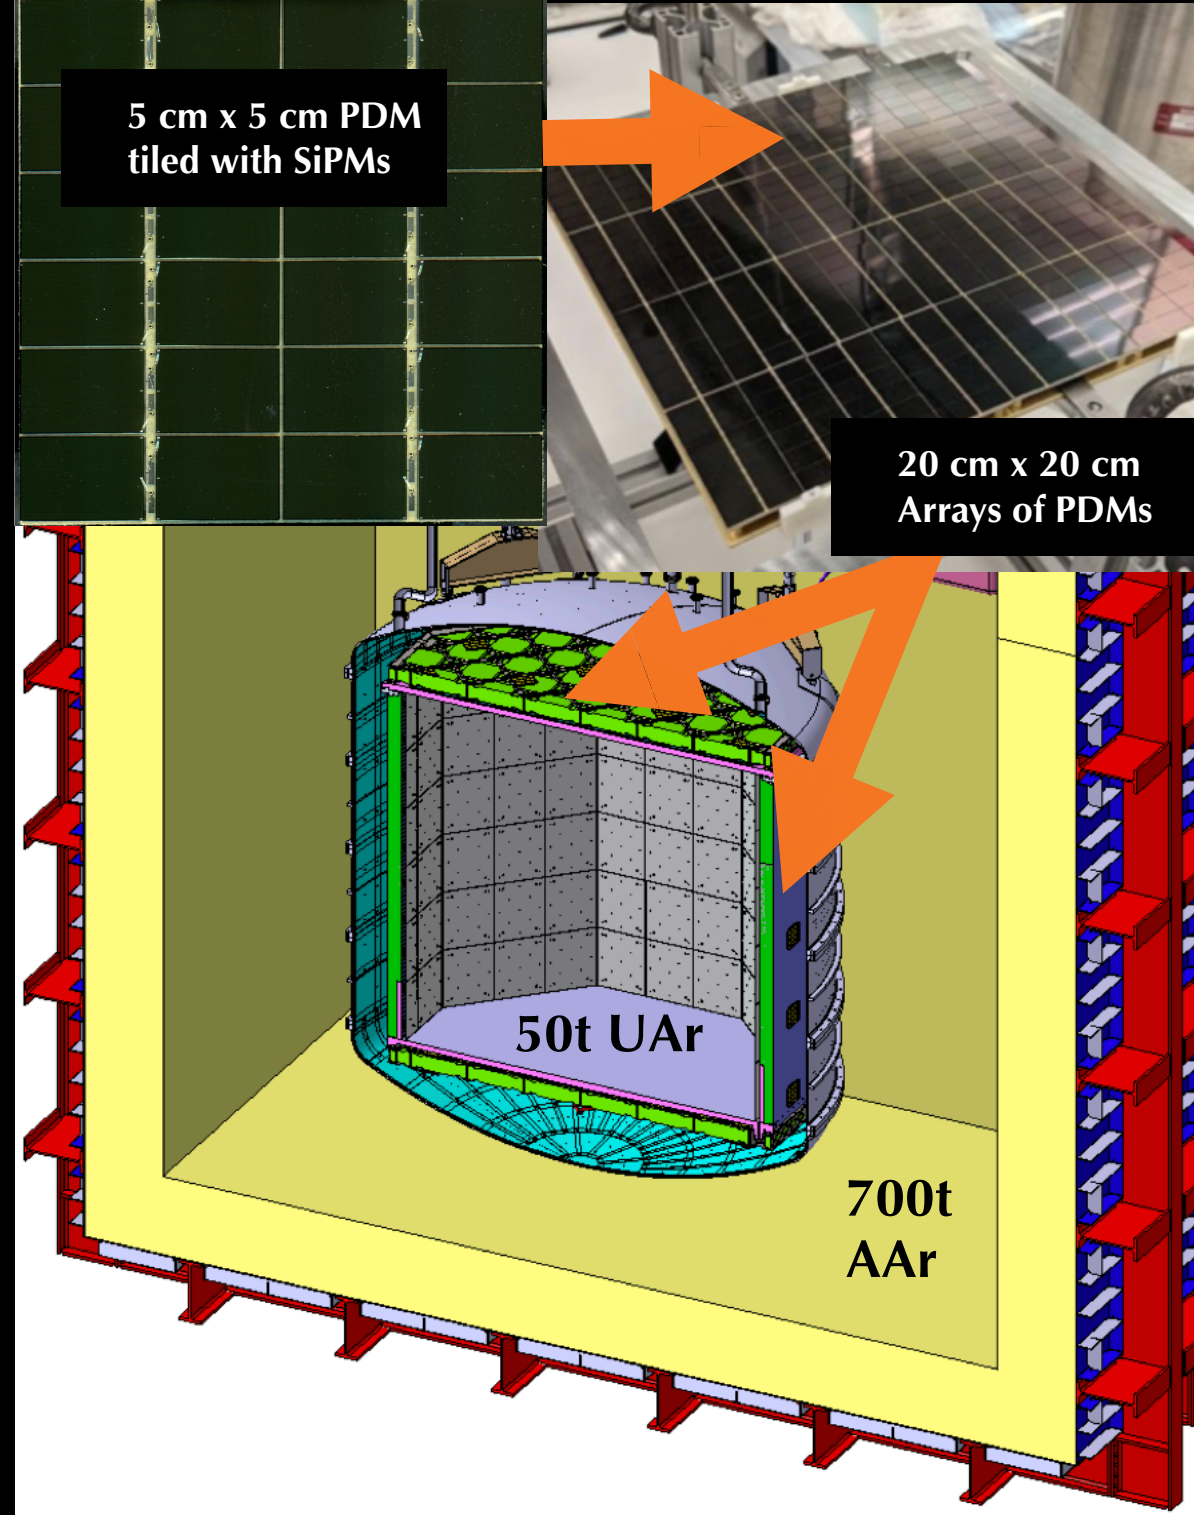 5 cm x 5 cm PDM
tiled with SiPMs
20 cm x 20 cm
Arrays of PDMs
50t UAr
700t
AAr